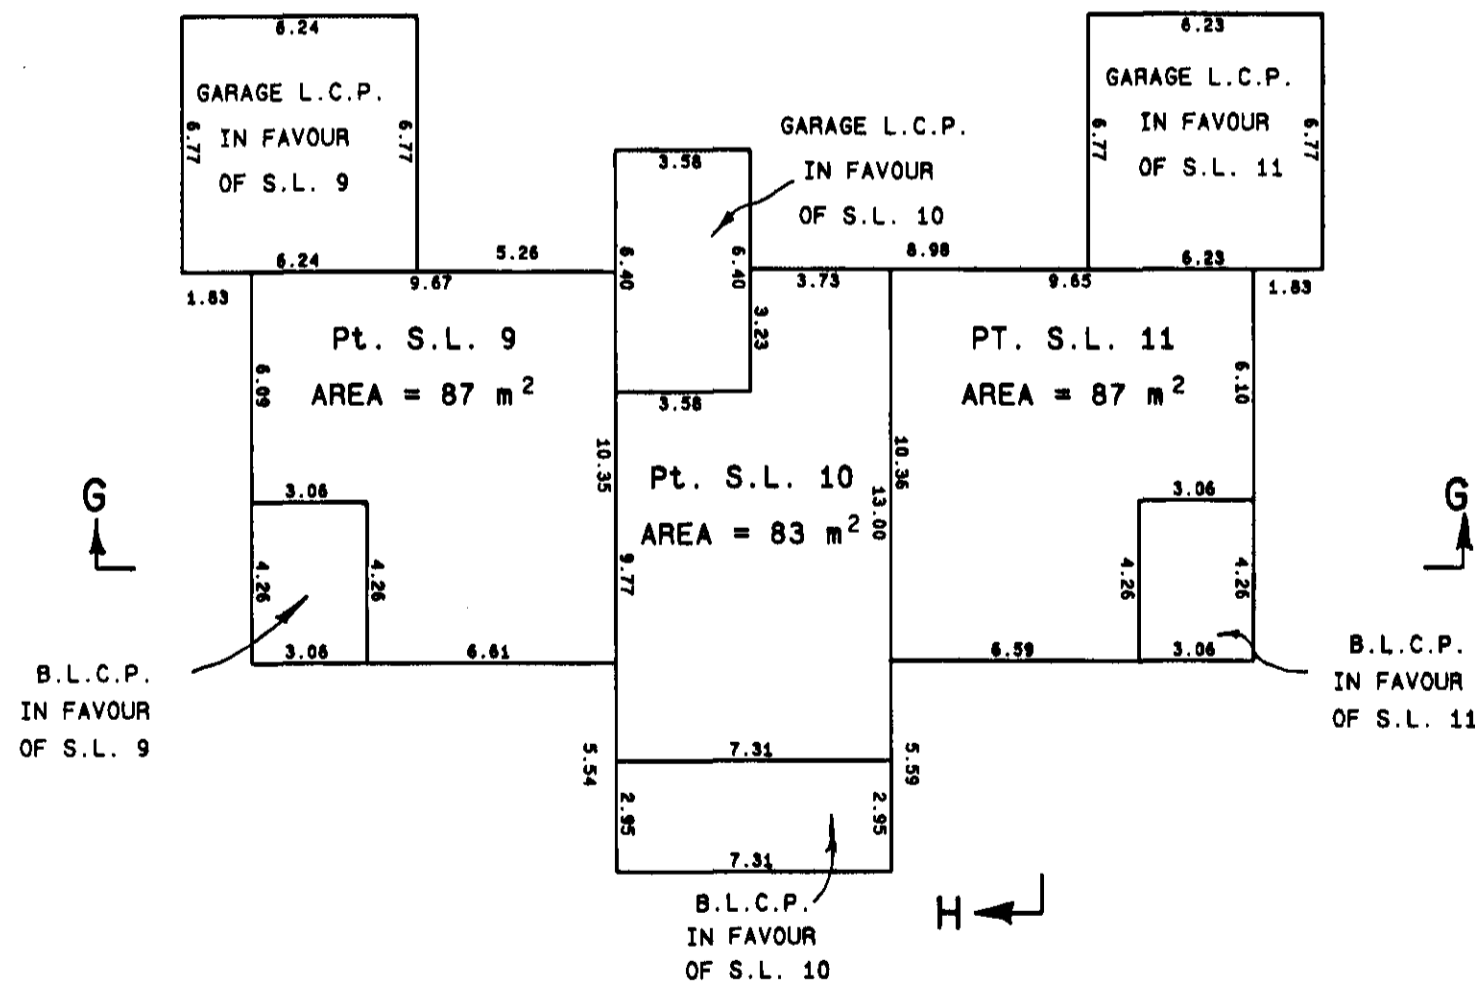 6.24
6.23
GARAGE L.C.P.
IN FAVOUR
OF S.L. 9
6.77
6.77
GARAGE L.C.P.
IN FAVOUR
OF S.L. 10
GARAGE L.C.P.
IN FAVOUR
OF S.L. 11
6.77
6.77
3.58
6.40
6.40
3.23
3.58
6.24
5.26
9.67
1.83
8.98
3.73
9.65
6.23
1.83
Pt. S.L. 9
AREA = 87 m²
6.09
PT. S.L. 11
AREA = 87 m²
6.10
10.35
10.36
Pt. S.L. 10
AREA = 83 m²
13.00
9.77
G
G
3.06
4.26
4.26
3.06
6.61
3.06
4.26
4.26
6.59
3.06
B.L.C.P.
IN FAVOUR
OF S.L. 9
B.L.C.P.
IN FAVOUR
OF S.L. 11
5.54
7.31
5.59
2.95
2.95
7.31
B.L.C.P.
IN FAVOUR
OF S.L. 10
H